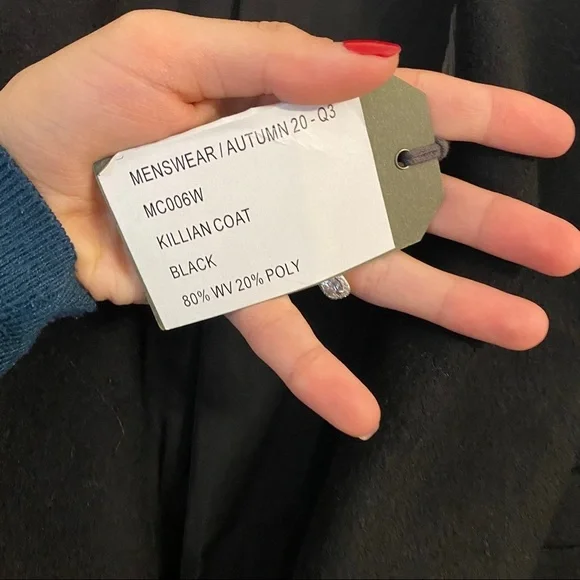 MENSWEAR / AUTUMN 20 - Q3
MC006W
KILLIAN COAT
BLACK
80% WV 20% POLY